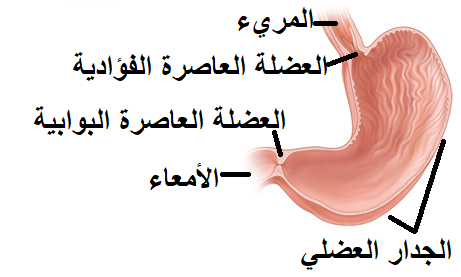 المريء
العضلة العاصرة الفؤادية
العضلة العاصرة البوابية
الأمعاء
الجدار العضلي